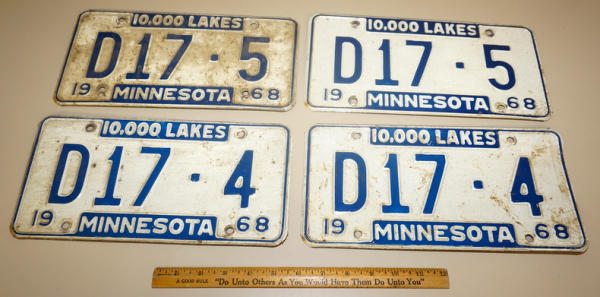 10,000 LAKES
D17·5
19 68
MINNESOTA
10,000 LAKES
D17·5
19 68
MINNESOTA
10,000 LAKES
D17·4
19 68
MINNESOTA
10,000 LAKES
D17·4
19 68
MINNESOTA
A GOOD RULE "Do Unto Others As You Would Have Them Do Unto You"